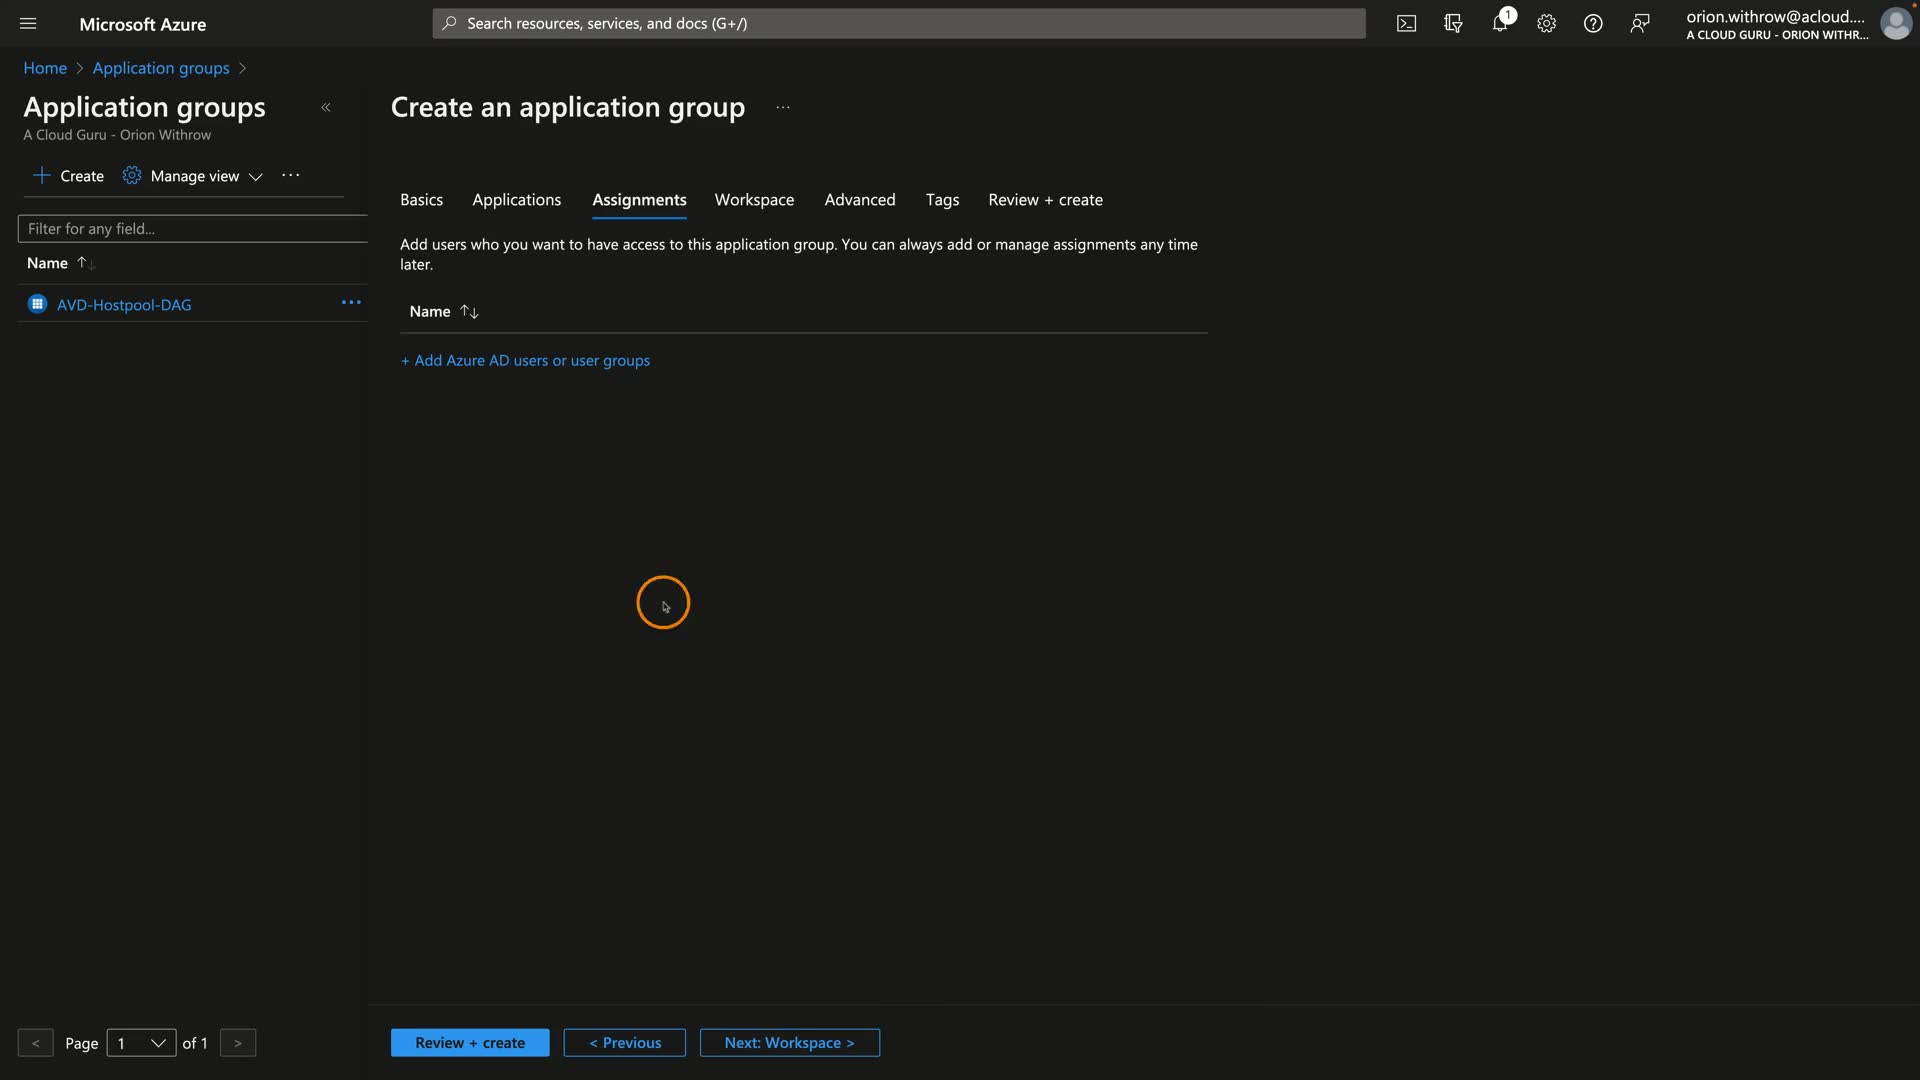 Microsoft Azure
Search resources, services, and docs (G+/)
1
orion.withrow@acloud....
A CLOUD GURU - ORION WITHR...
Home > Application groups >
Application groups «
A Cloud Guru - Orion Withrow
+ Create Manage view ...
Filter for any field...
Name ↑↓
AVD-Hostpool-DAG ...
Create an application group ...
Basics Applications Assignments Workspace Advanced Tags Review + create
Add users who you want to have access to this application group. You can always add or manage assignments any time
later.
Name ↑↓
+ Add Azure AD users or user groups
< Page 1 of 1 >
Review + create < Previous Next: Workspace >